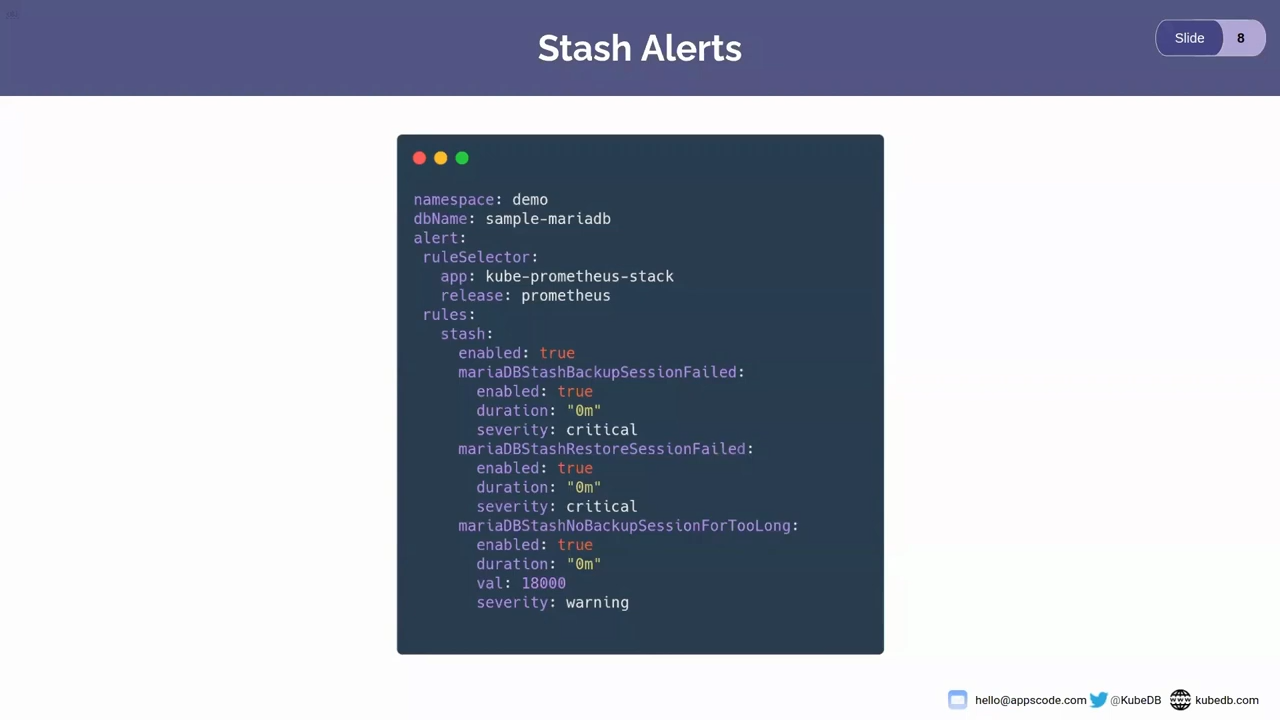 Stash Alerts
Slide 8
namespace: demo
dbName: sample-mariadb
alert:
 ruleSelector:
   app: kube-prometheus-stack
   release: prometheus
 rules:
   stash:
     enabled: true
     mariaDBStashBackupSessionFailed:
       enabled: true
       duration: "0m"
       severity: critical
     mariaDBStashRestoreSessionFailed:
       enabled: true
       duration: "0m"
       severity: critical
     mariaDBStashNoBackupSessionForTooLong:
       enabled: true
       duration: "0m"
       val: 18000
       severity: warning
hello@appscode.com @KubeDB kubedb.com